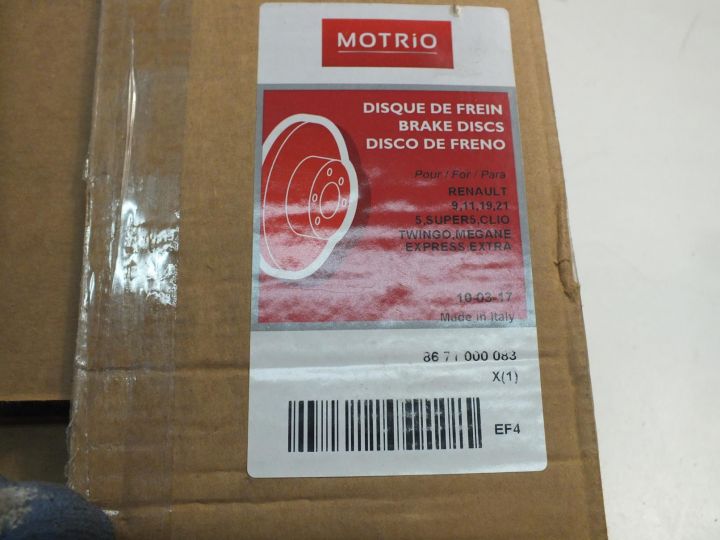 MOTRiO
DISQUE DE FREIN
BRAKE DISCS
DISCO DE FRENO
Pour / For / Para
RENAULT
9,11,19,21
5,SUPER5,CLIO
TWINGO,MEGANE
EXPRESS,EXTRA
10-03-17
Made in Italy
86 71 000 083
X(1)
EF4